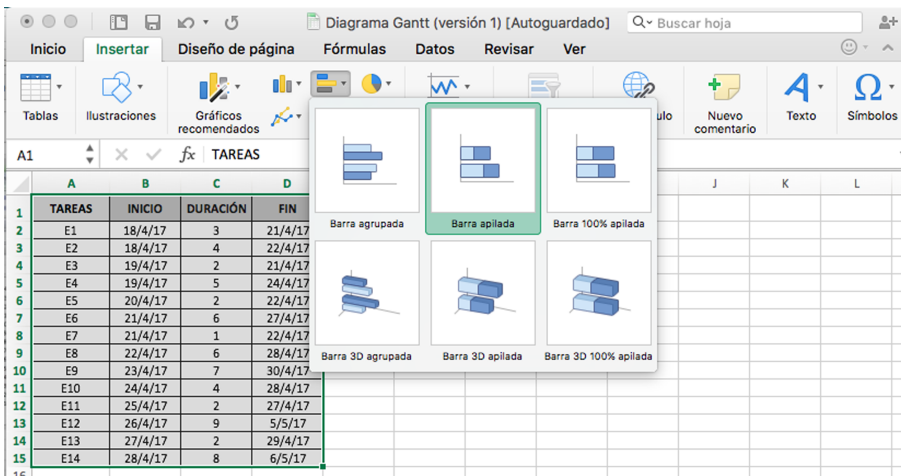 Diagrama Gantt (versión 1) [Autoguardado]
Buscar hoja
Inicio Insertar Diseño de página Fórmulas Datos Revisar Ver
Tablas Ilustraciones Gráficos recomendados Nuevo comentario Texto Símbolos
A1 fx TAREAS
A B C D J K L
1 TAREAS INICIO DURACIÓN FIN
2 E1 18/4/17 3 21/4/17
3 E2 18/4/17 4 22/4/17
4 E3 19/4/17 2 21/4/17
5 E4 19/4/17 5 24/4/17
6 E5 20/4/17 2 22/4/17
7 E6 21/4/17 6 27/4/17
8 E7 21/4/17 1 22/4/17
9 E8 22/4/17 6 28/4/17
10 E9 23/4/17 7 30/4/17
11 E10 24/4/17 4 28/4/17
12 E11 25/4/17 2 27/4/17
13 E12 26/4/17 9 5/5/17
14 E13 27/4/17 2 29/4/17
15 E14 28/4/17 8 6/5/17
Barra agrupada Barra apilada Barra 100% apilada
Barra 3D agrupada Barra 3D apilada Barra 3D 100% apilada